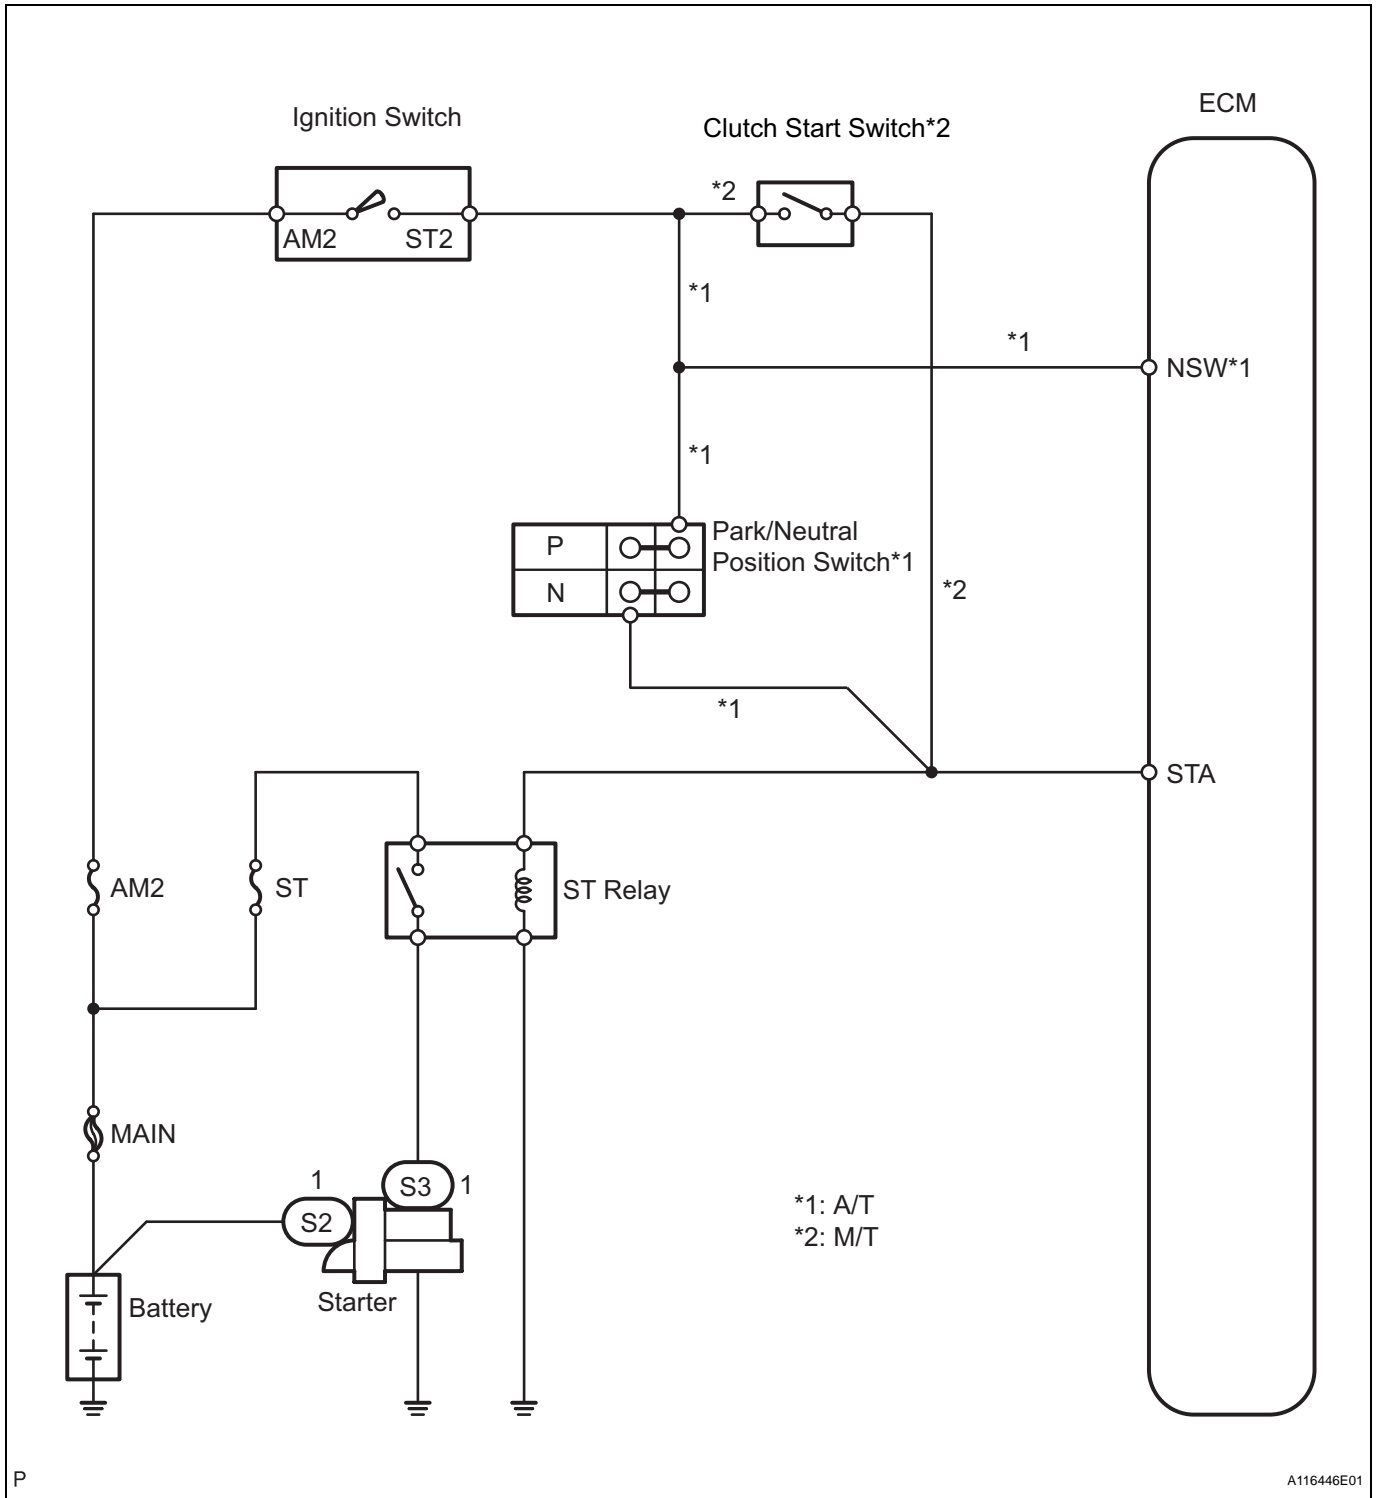 ECM
Ignition Switch
Clutch Start Switch*2
*2
AM2
ST2
*1
*1
NSW*1
*1
P
N
Park/Neutral
Position Switch*1
*2
*1
STA
AM2
ST
ST Relay
MAIN
1
S3
1
S2
*1: A/T
*2: M/T
Battery
Starter
P
A116446E01